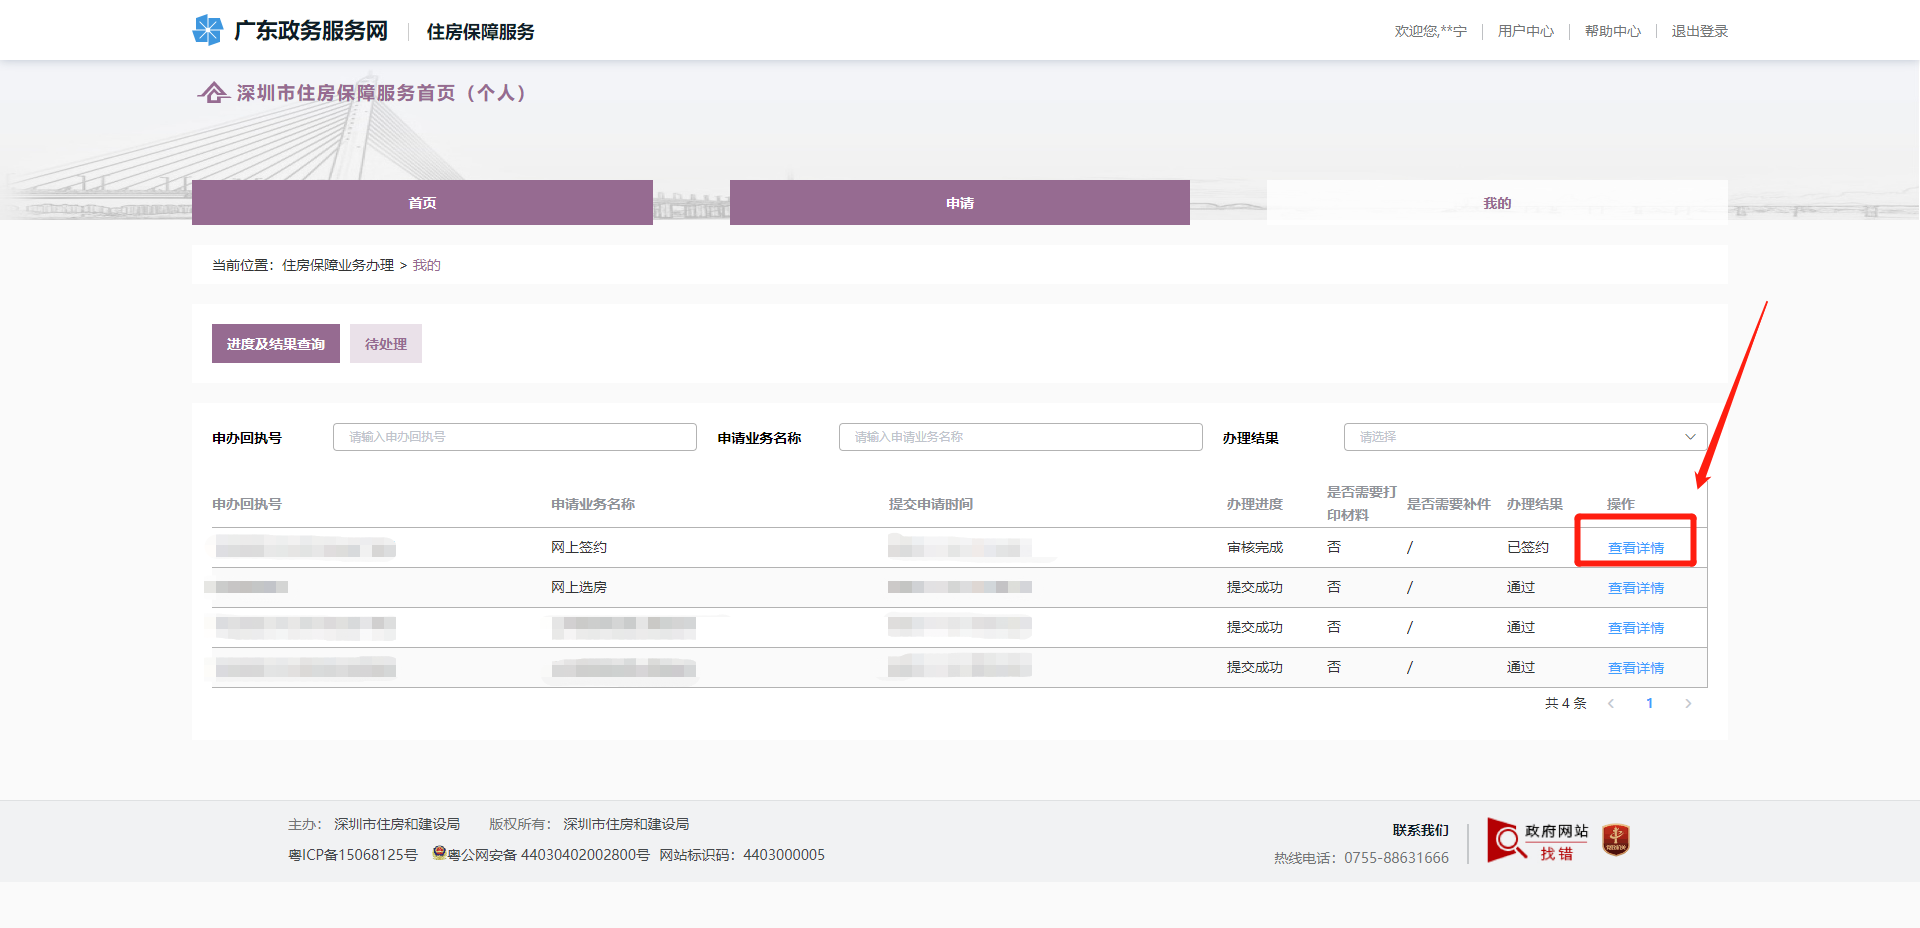 广东政务服务网 住房保障服务 欢迎您,**宁 用户中心 帮助中心 退出登录
深圳市住房保障服务首页（个人）
首页 申请 我的
当前位置：住房保障业务办理 > 我的
进度及结果查询 待处理
申办回执号 请输入申办回执号 申请业务名称 请输入申请业务名称 办理结果 请选择
申办回执号 申请业务名称 提交申请时间 办理进度 是否需要打印材料 是否需要补件 办理结果 操作
网上签约 审核完成 否 / 已签约 查看详情
网上选房 提交成功 否 / 通过 查看详情
提交成功 否 / 通过 查看详情
提交成功 否 / 通过 查看详情
共 4 条 < 1 >
主办： 深圳市住房和建设局 版权所有： 深圳市住房和建设局
粤ICP备15068125号 粤公网安备 44030402002800号 网站标识码：4403000005
联系我们
热线电话：0755-88631666
政府网站
找错